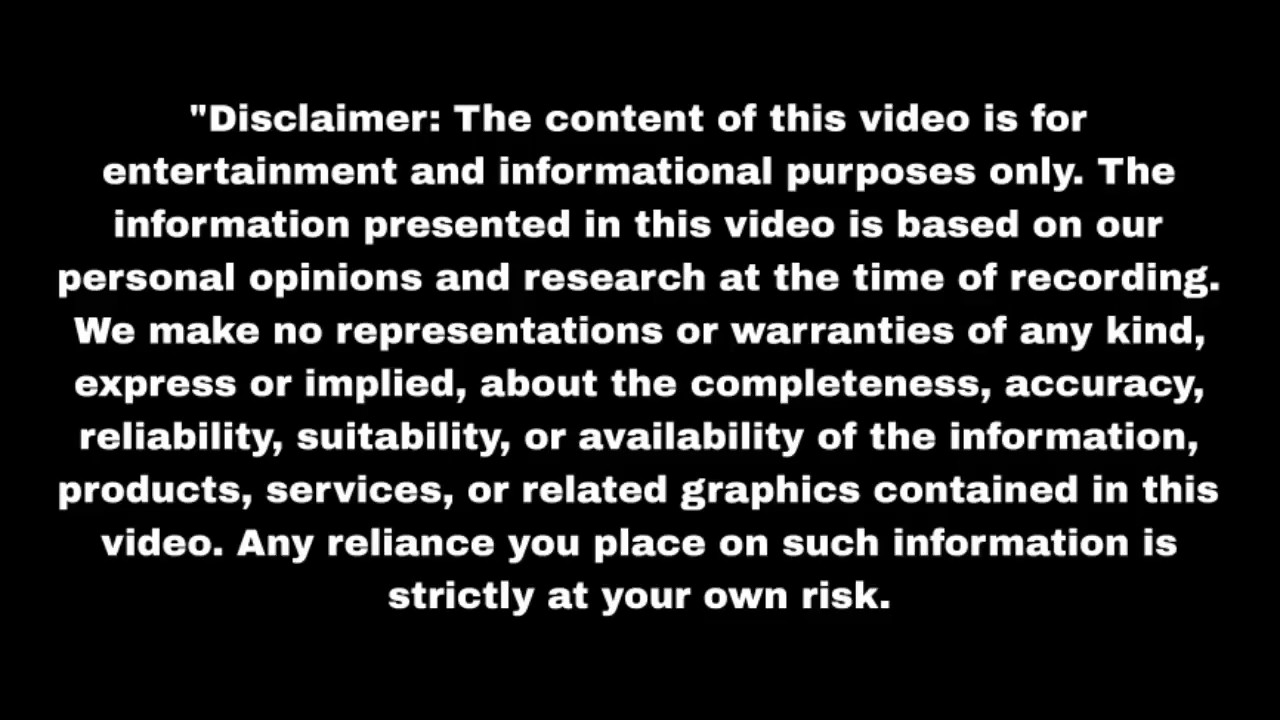 "Disclaimer: The content of this video is for
entertainment and informational purposes only. The
information presented in this video is based on our
personal opinions and research at the time of recording.
We make no representations or warranties of any kind,
express or implied, about the completeness, accuracy,
reliability, suitability, or availability of the information,
products, services, or related graphics contained in this
video. Any reliance you place on such information is
strictly at your own risk.